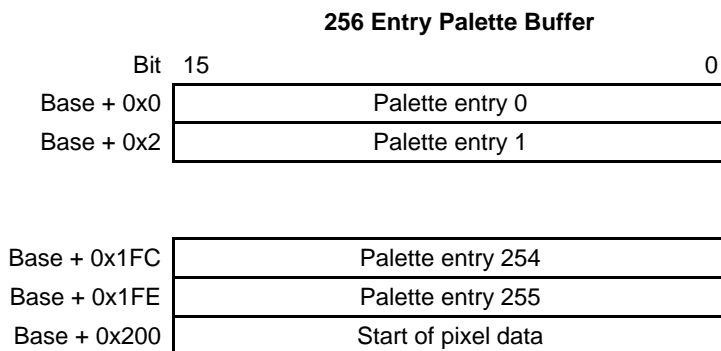 256 Entry Palette Buffer
Bit 15 0
Base + 0x0 Palette entry 0
Base + 0x2 Palette entry 1
Base + 0x1FC Palette entry 254
Base + 0x1FE Palette entry 255
Base + 0x200 Start of pixel data